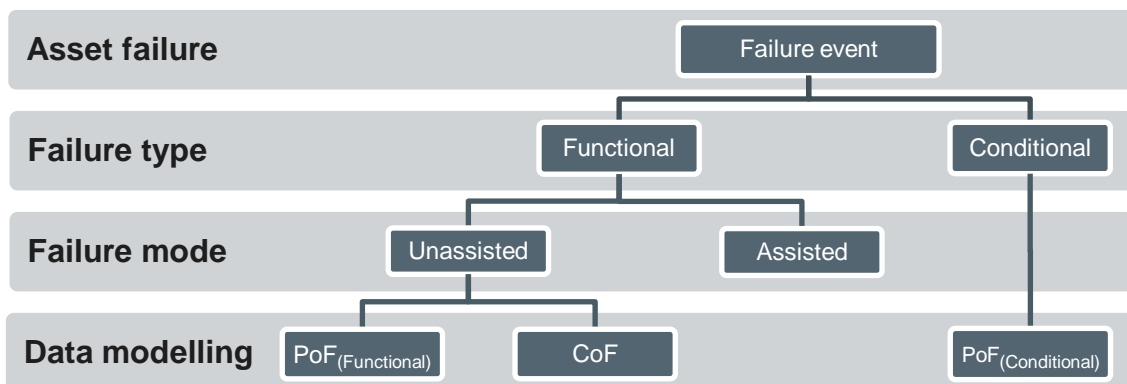 Asset failure
Failure event
Failure type
Functional
Conditional
Failure mode
Unassisted
Assisted
Data modelling
PoF(Functional)
CoF
PoF(Conditional)